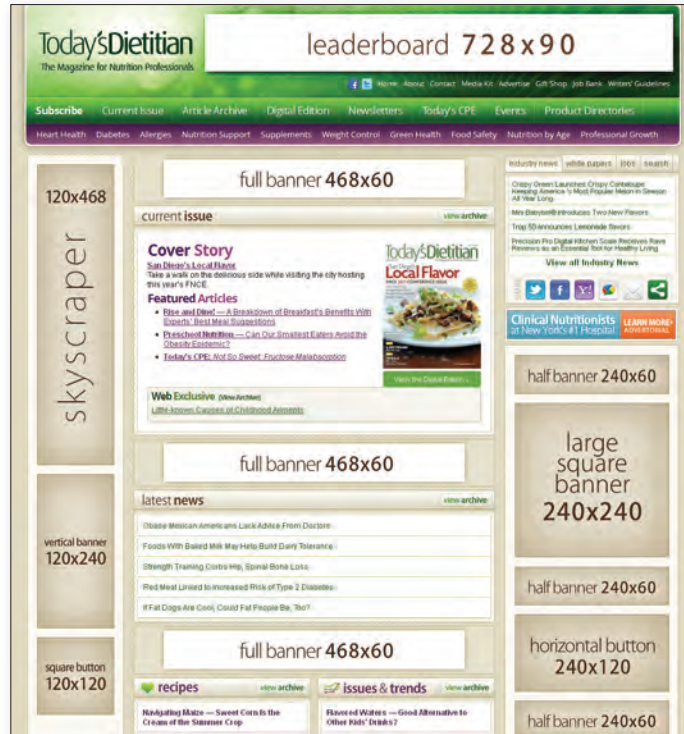 Today'sDietitian
The Magazine for Nutrition Professionals
leaderboard 728x90
Home About Contact Media Kit Advertise Gift Shop Job Bank Writers' Guidelines
Subscribe Current Issue Article Archive Digital Edition Newsletters Today's CPE Events Product Directories
Heart Health Diabetes Allergies Nutrition Support Supplements Weight Control Green Health Food Safety Nutrition by Age Professional Growth
120x468
skyscraper
vertical banner
120x240
square button
120x120
full banner 468x60
current issue view archive
Cover Story
San Diego's Local Flavor
Take a walk on the delicious side while visiting the city hosting
this year's FNCE.
Featured Articles
• Rise and Dine! — A Breakdown of Breakfast's Benefits With
Experts' Best Meal Suggestions
• Preschool Nutrition — Can Our Smallest Eaters Avoid the
Obesity Epidemic?
• Today's CPE: Not So Sweet: Fructose Malabsorption
Today'sDietitian
Local Flavor
View the Digital Edition
Web Exclusive (View Archive)
Little-known Causes of Childhood Ailments
full banner 468x60
latest news view archive
Obese Mexican Americans Lack Advice From Doctors
Foods With Baked Milk May Help Build Dairy Tolerance
Strength Training Curbs Hip, Spinal Bone Loss
Red Meat Linked to Increased Risk of Type 2 Diabetes
If Fat Dogs Are Cool, Could Fat People Be, Too?
full banner 468x60
recipes view archive
Navigating Maize — Sweet Corn Is the
Cream of the Summer Crop
issues & trends view archive
Flavored Waters — Good Alternative to
Other Kids' Drinks?
industry news white papers jobs search
Crispy Green Launches Crispy Cantaloupe:
Keeping America's Most Popular Melon in Season
All Year Long
Mini Babybel® Introduces Two New Flavors
Trop 50 announces Lemonade flavors
Precision Pro Digital Kitchen Scale Receives Rave
Reviews as an Essential Tool for Healthy Living
View all Industry News
Clinical Nutritionists
at New York's #1 Hospital
LEARN MORE
ADVERTORIAL
half banner 240x60
large
square
banner
240x240
half banner 240x60
horizontal button
240x120
half banner 240x60